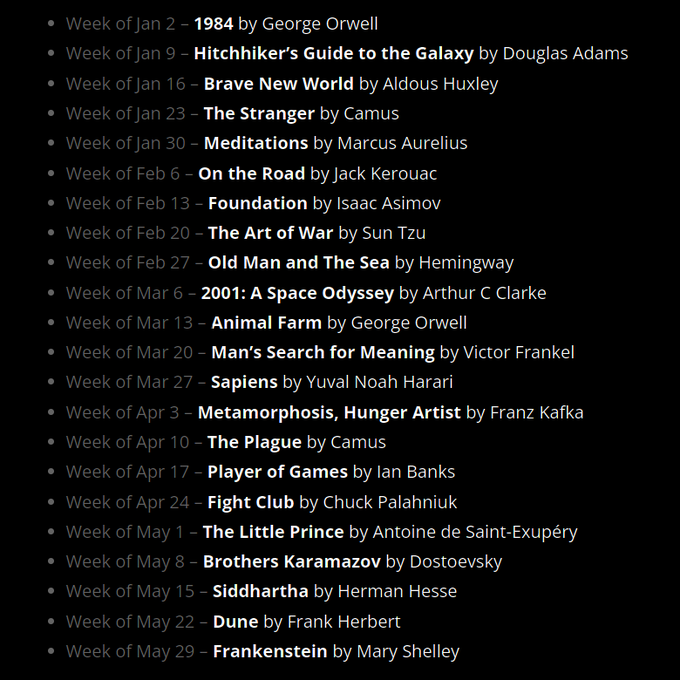 Week of Jan 2 – 1984 by George Orwell
Week of Jan 9 – Hitchhiker’s Guide to the Galaxy by Douglas Adams
Week of Jan 16 – Brave New World by Aldous Huxley
Week of Jan 23 – The Stranger by Camus
Week of Jan 30 – Meditations by Marcus Aurelius
Week of Feb 6 – On the Road by Jack Kerouac
Week of Feb 13 – Foundation by Isaac Asimov
Week of Feb 20 – The Art of War by Sun Tzu
Week of Feb 27 – Old Man and The Sea by Hemingway
Week of Mar 6 – 2001: A Space Odyssey by Arthur C Clarke
Week of Mar 13 – Animal Farm by George Orwell
Week of Mar 20 – Man’s Search for Meaning by Victor Frankel
Week of Mar 27 – Sapiens by Yuval Noah Harari
Week of Apr 3 – Metamorphosis, Hunger Artist by Franz Kafka
Week of Apr 10 – The Plague by Camus
Week of Apr 17 – Player of Games by Ian Banks
Week of Apr 24 – Fight Club by Chuck Palahniuk
Week of May 1 – The Little Prince by Antoine de Saint-Exupéry
Week of May 8 – Brothers Karamazov by Dostoevsky
Week of May 15 – Siddhartha by Herman Hesse
Week of May 22 – Dune by Frank Herbert
Week of May 29 – Frankenstein by Mary Shelley